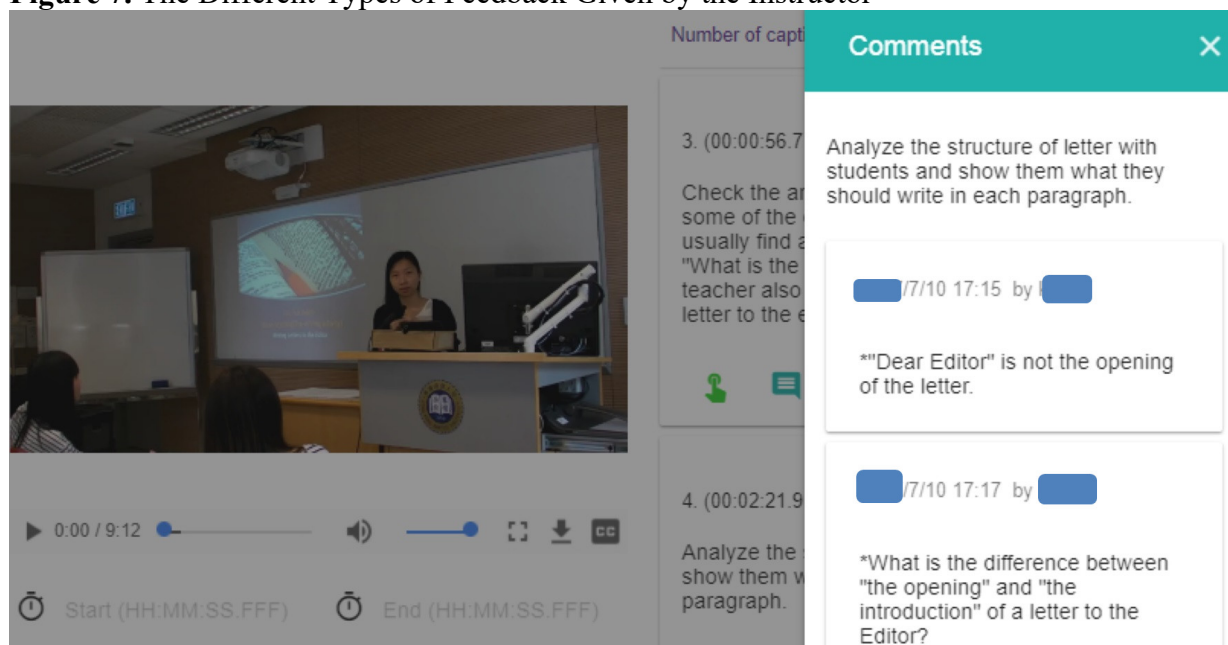 Figure 7. The Different Types of Feedback Given by the Instructor
Number of capti
3. (00:00:56.7
Check the an
some of the
usually find a
"What is the
teacher also
letter to the e
4. (00:02:21.9
Analyze the
show them w
paragraph.
0:00 / 9:12
CC
Start (HH:MM:SS.FFF)
End (HH:MM:SS.FFF)
Comments
Analyze the structure of letter with
students and show them what they
should write in each paragraph.
/7/10 17:15 by
*"Dear Editor" is not the opening
of the letter.
/7/10 17:17 by
*What is the difference between
"the opening" and "the
introduction" of a letter to the
Editor?